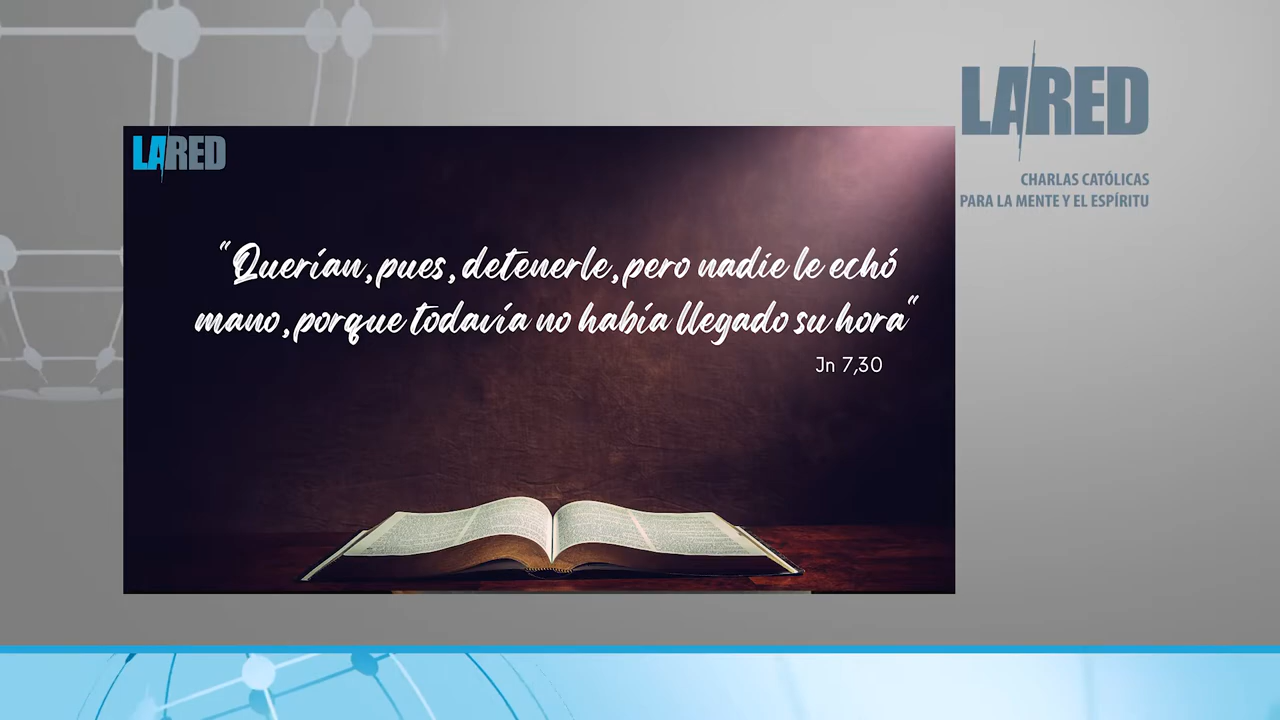 LARED
CHARLAS CATÓLICAS
PARA LA MENTE Y EL ESPÍRITU
LARED
"Querían, pues, detenerle, pero nadie le echó
mano, porque todavía no había llegado su hora"
Jn 7,30